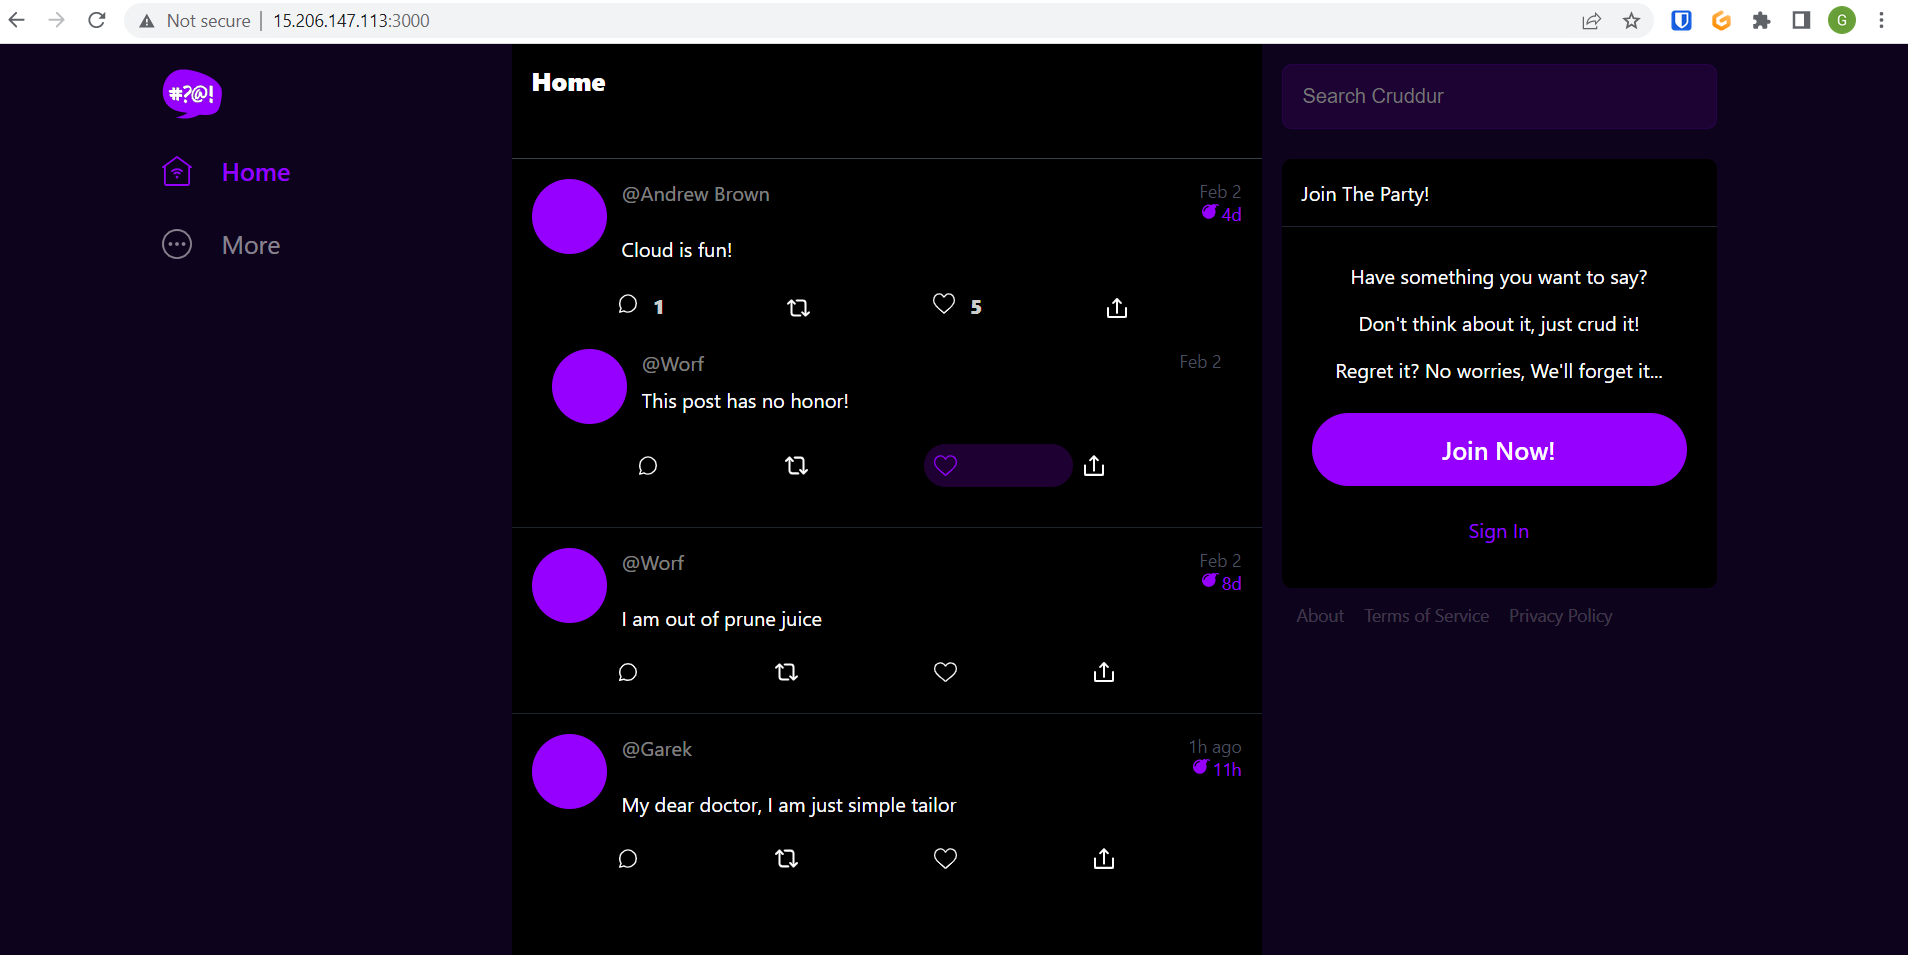 Not secure | 15.206.147.113:3000
G
#?@!
Home
More
Home
@Andrew Brown
Feb 2
4d
Cloud is fun!
1
5
@Worf
Feb 2
This post has no honor!
@Worf
Feb 2
8d
I am out of prune juice
@Garek
1h ago
11h
My dear doctor, I am just simple tailor
Search Cruddur
Join The Party!
Have something you want to say?
Don't think about it, just crud it!
Regret it? No worries, We'll forget it...
Join Now!
Sign In
About Terms of Service Privacy Policy